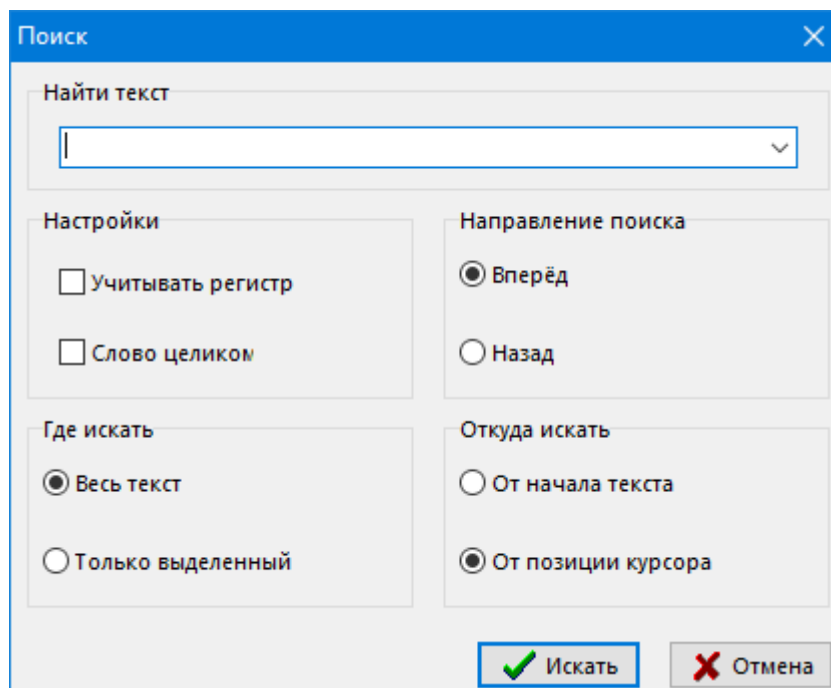 Поиск
Найти текст
Настройки
Учитывать регистр
Слово целиком
Направление поиска
Вперёд
Назад
Где искать
Весь текст
Только выделенный
Откуда искать
От начала текста
От позиции курсора
Искать
Отмена